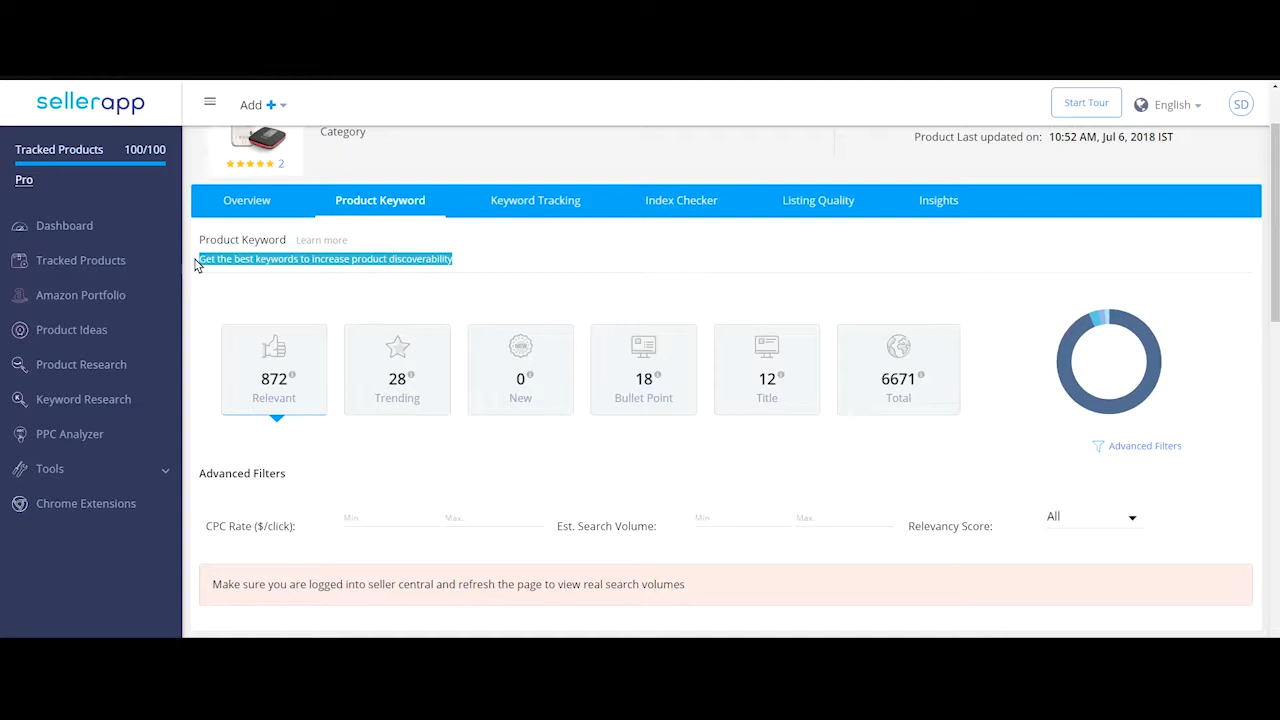 sellerapp
Add
Start Tour
English
SD
Tracked Products 100/100
Pro
Dashboard
Tracked Products
Amazon Portfolio
Product Ideas
Product Research
Keyword Research
PPC Analyzer
Tools
Chrome Extensions
Category
2
Product Last updated on: 10:52 AM, Jul 6, 2018 IST
Overview
Product Keyword
Keyword Tracking
Index Checker
Listing Quality
Insights
Product Keyword Learn more
Get the best keywords to increase product discoverability
872
Relevant
28
Trending
NEW
0
New
18
Bullet Point
12
Title
6671
Total
Advanced Filters
Advanced Filters
CPC Rate ($/click): Min. Max.
Est. Search Volume: Min Max.
Relevancy Score: All
Make sure you are logged into seller central and refresh the page to view real search volumes